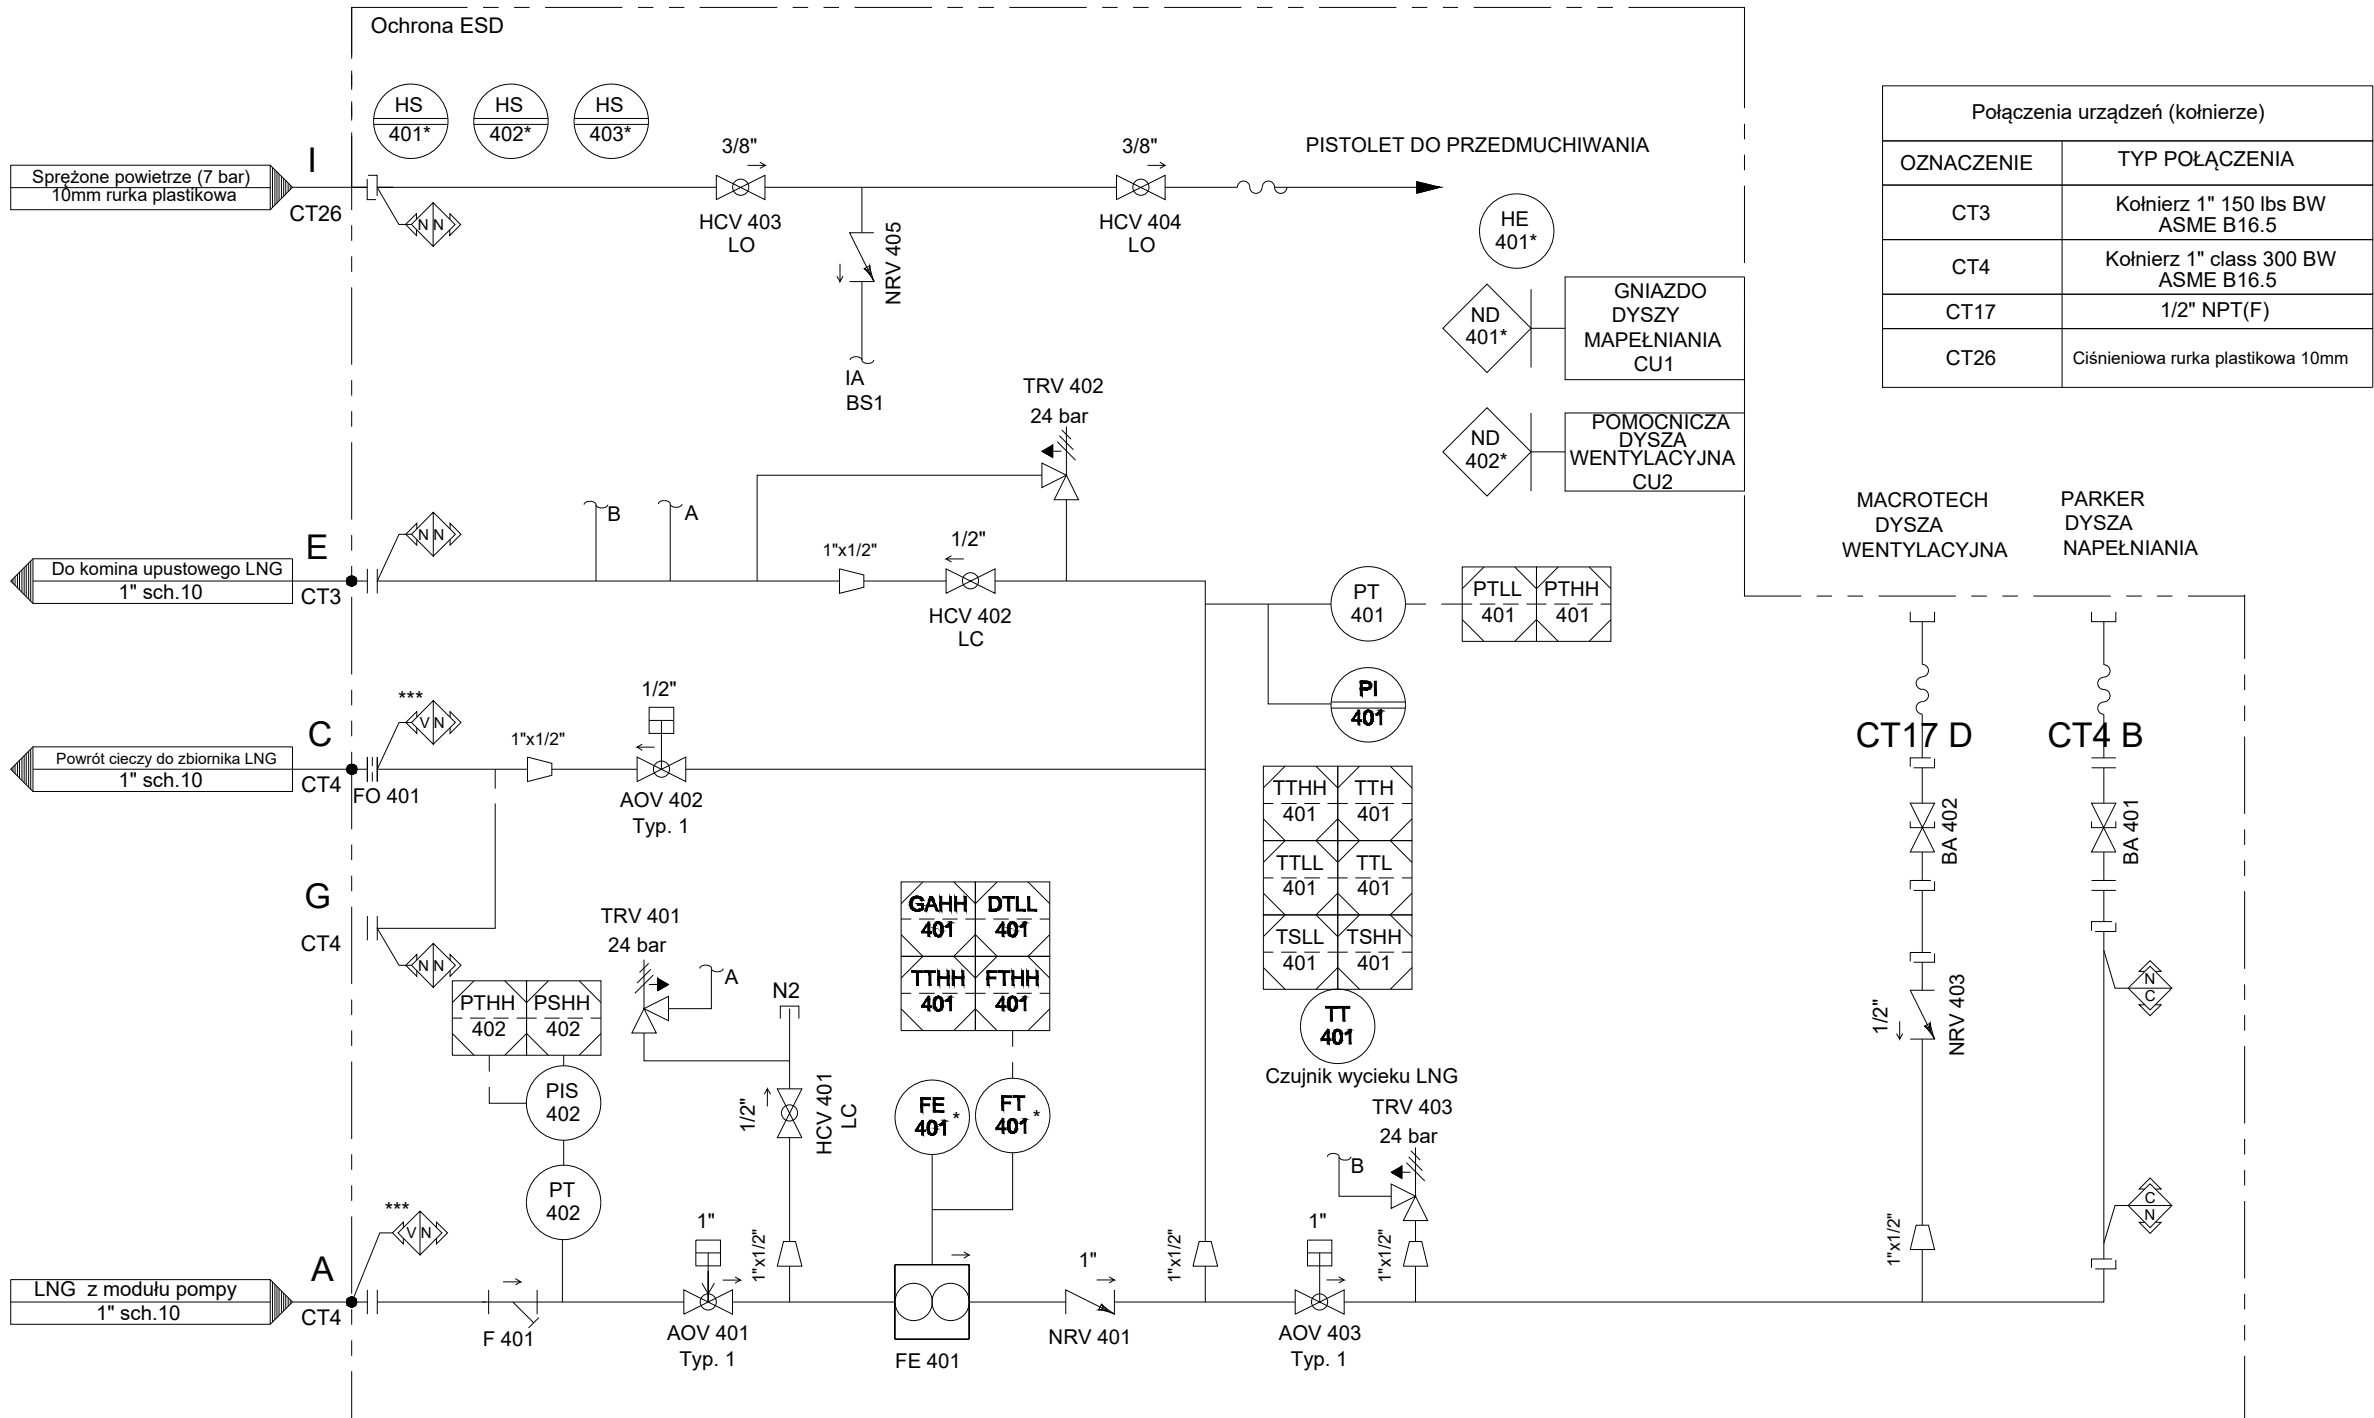 Ochrona ESD
HS
401*
HS
402*
HS
403*
I
Sprężone powietrze (7 bar)
10mm rurka plastikowa
CT26
N N
3/8"
HCV 403
LO
NRV 405
IA
BS1
3/8"
HCV 404
LO
PISTOLET DO PRZEDMUCHIWANIA
HE
401*
ND
401*
GNIAZDO
DYSZY
MAPEŁNIANIA
CU1
ND
402*
POMOCNICZA
DYSZA
WENTYLACYJNA
CU2
Połączenia urządzeń (kołnierze)
OZNACZENIE
TYP POŁĄCZENIA
CT3
Kołnierz 1" 150 lbs BW
ASME B16.5
CT4
Kołnierz 1" class 300 BW
ASME B16.5
CT17
1/2" NPT(F)
CT26
Ciśnieniowa rurka plastikowa 10mm
E
Do komina upustowego LNG
1" sch.10
CT3
N N
B
A
1"x1/2"
1/2"
HCV 402
LC
TRV 402
24 bar
PT
401
PTLL
401
PTHH
401
PI
401
MACROTECH
DYSZA
WENTYLACYJNA
PARKER
DYSZA
NAPEŁNIANIA
C
Powrót cieczy do zbiornika LNG
1" sch.10
CT4
FO 401
***
V N
1"x1/2"
1/2"
AOV 402
Typ. 1
CT17 D
CT4 B
BA 402
BA 401
G
CT4
N N
TTHH
401
TTH
401
TTLL
401
TTL
401
TSLL
401
TSHH
401
TT
401
Czujnik wycieku LNG
GAHH
401
DTLL
401
TTHH
401
FTHH
401
FE
401 *
FT
401 *
TRV 401
24 bar
A
N2
PTHH
402
PSHH
402
PIS
402
PT
402
1/2"
HCV 401
LC
1"x1/2"
TRV 403
24 bar
B
1/2"
NRV 403
N
C
C
N
A
LNG z modułu pompy
1" sch.10
CT4
***
V N
F 401
1"
AOV 401
Typ. 1
FE 401
1"
NRV 401
1"x1/2"
1"
AOV 403
Typ. 1
1"x1/2"
1"x1/2"